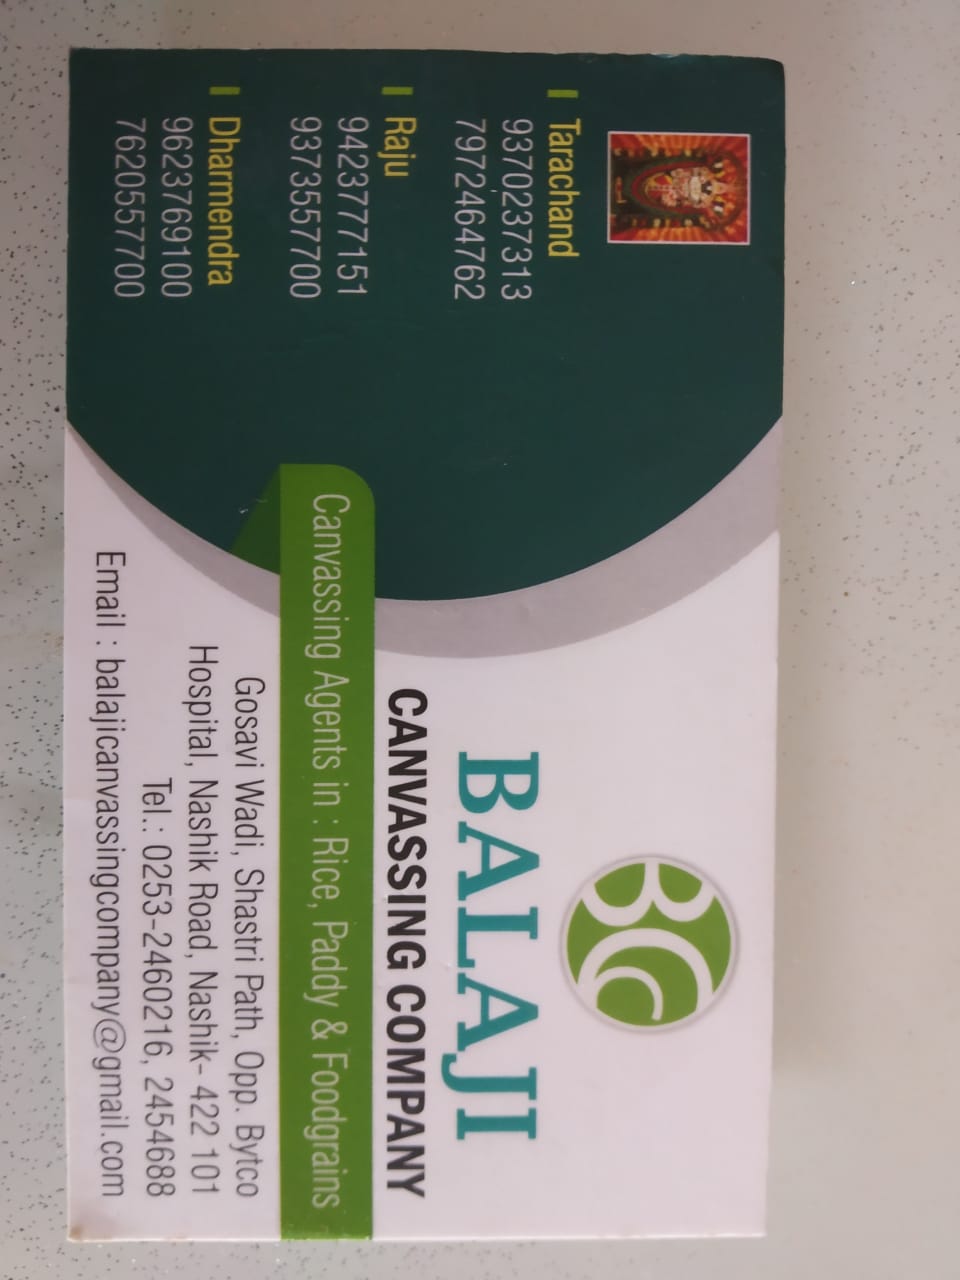 Tarachand
9370237313
7972464762
Raju
9423777151
9373557700
Dharmendra
9623769100
7620557700
BALAJI
CANVASSING COMPANY
Canvassing Agents in : Rice, Paddy & Foodgrains
Gosavi Wadi, Shastri Path, Opp. Bytco
Hospital, Nashik Road, Nashik- 422 101
Tel.: 0253-2460216, 2454688
Email : balajicanvassingcompany@gmail.com